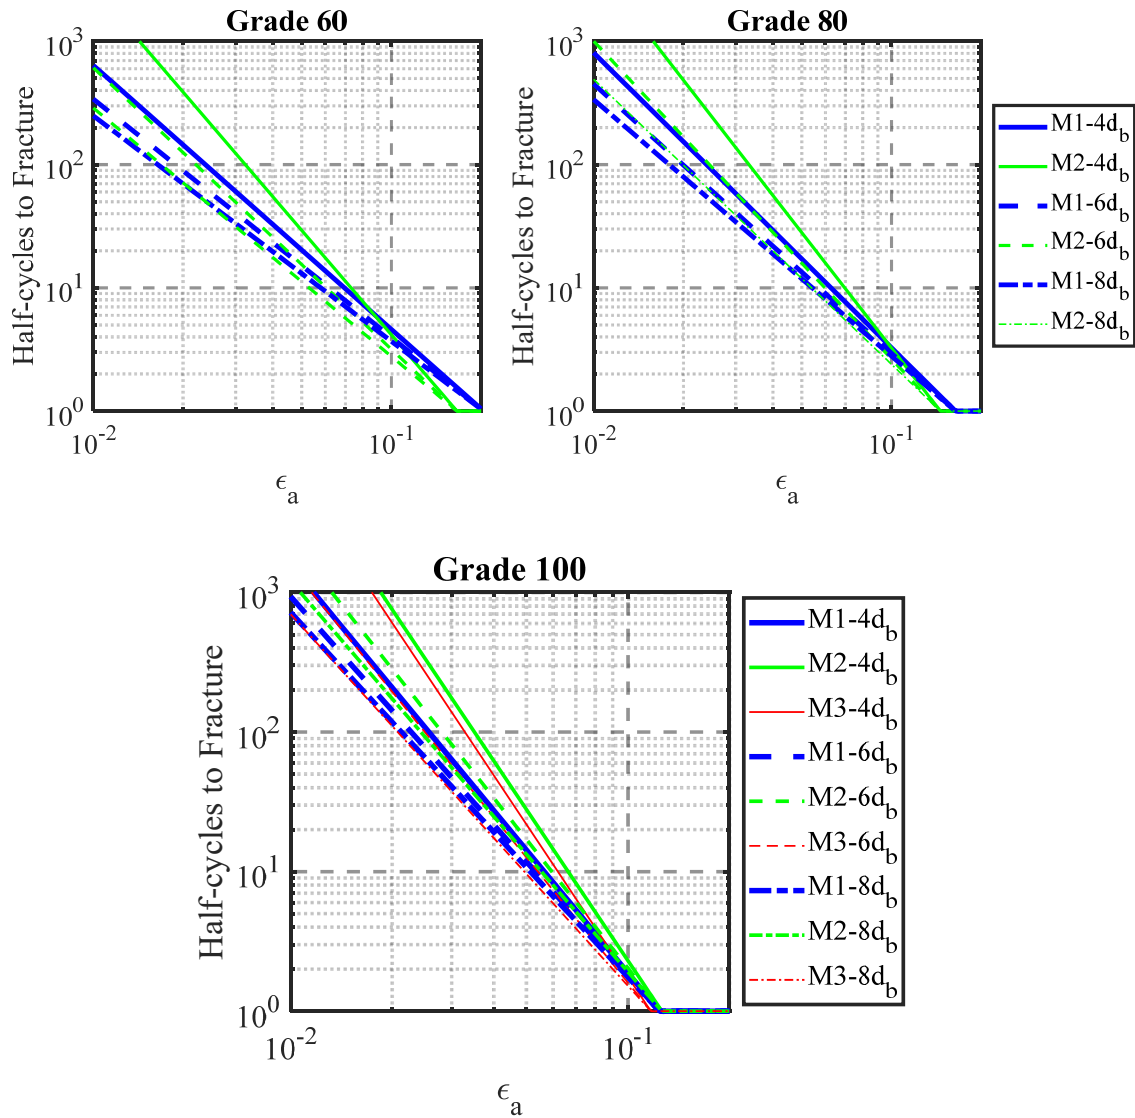 Grade 60
10^3
10^2
10^1
10^0
Half-cycles to Fracture
10^-2
10^-1
ϵ_a
Grade 80
10^3
10^2
10^1
10^0
Half-cycles to Fracture
10^-2
10^-1
ϵ_a
M1-4d_b
M2-4d_b
M1-6d_b
M2-6d_b
M1-8d_b
M2-8d_b
Grade 100
10^3
10^2
10^1
10^0
Half-cycles to Fracture
10^-2
10^-1
ϵ_a
M1-4d_b
M2-4d_b
M3-4d_b
M1-6d_b
M2-6d_b
M3-6d_b
M1-8d_b
M2-8d_b
M3-8d_b